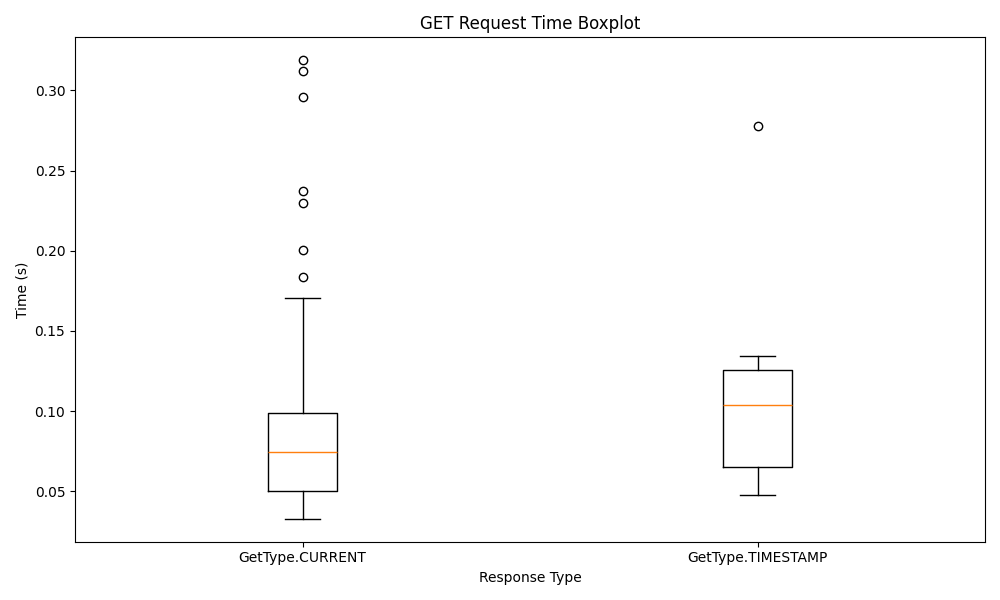 GET Request Time Boxplot
Time (s)
0.30
0.25
0.20
0.15
0.10
0.05
GetType.CURRENT
GetType.TIMESTAMP
Response Type